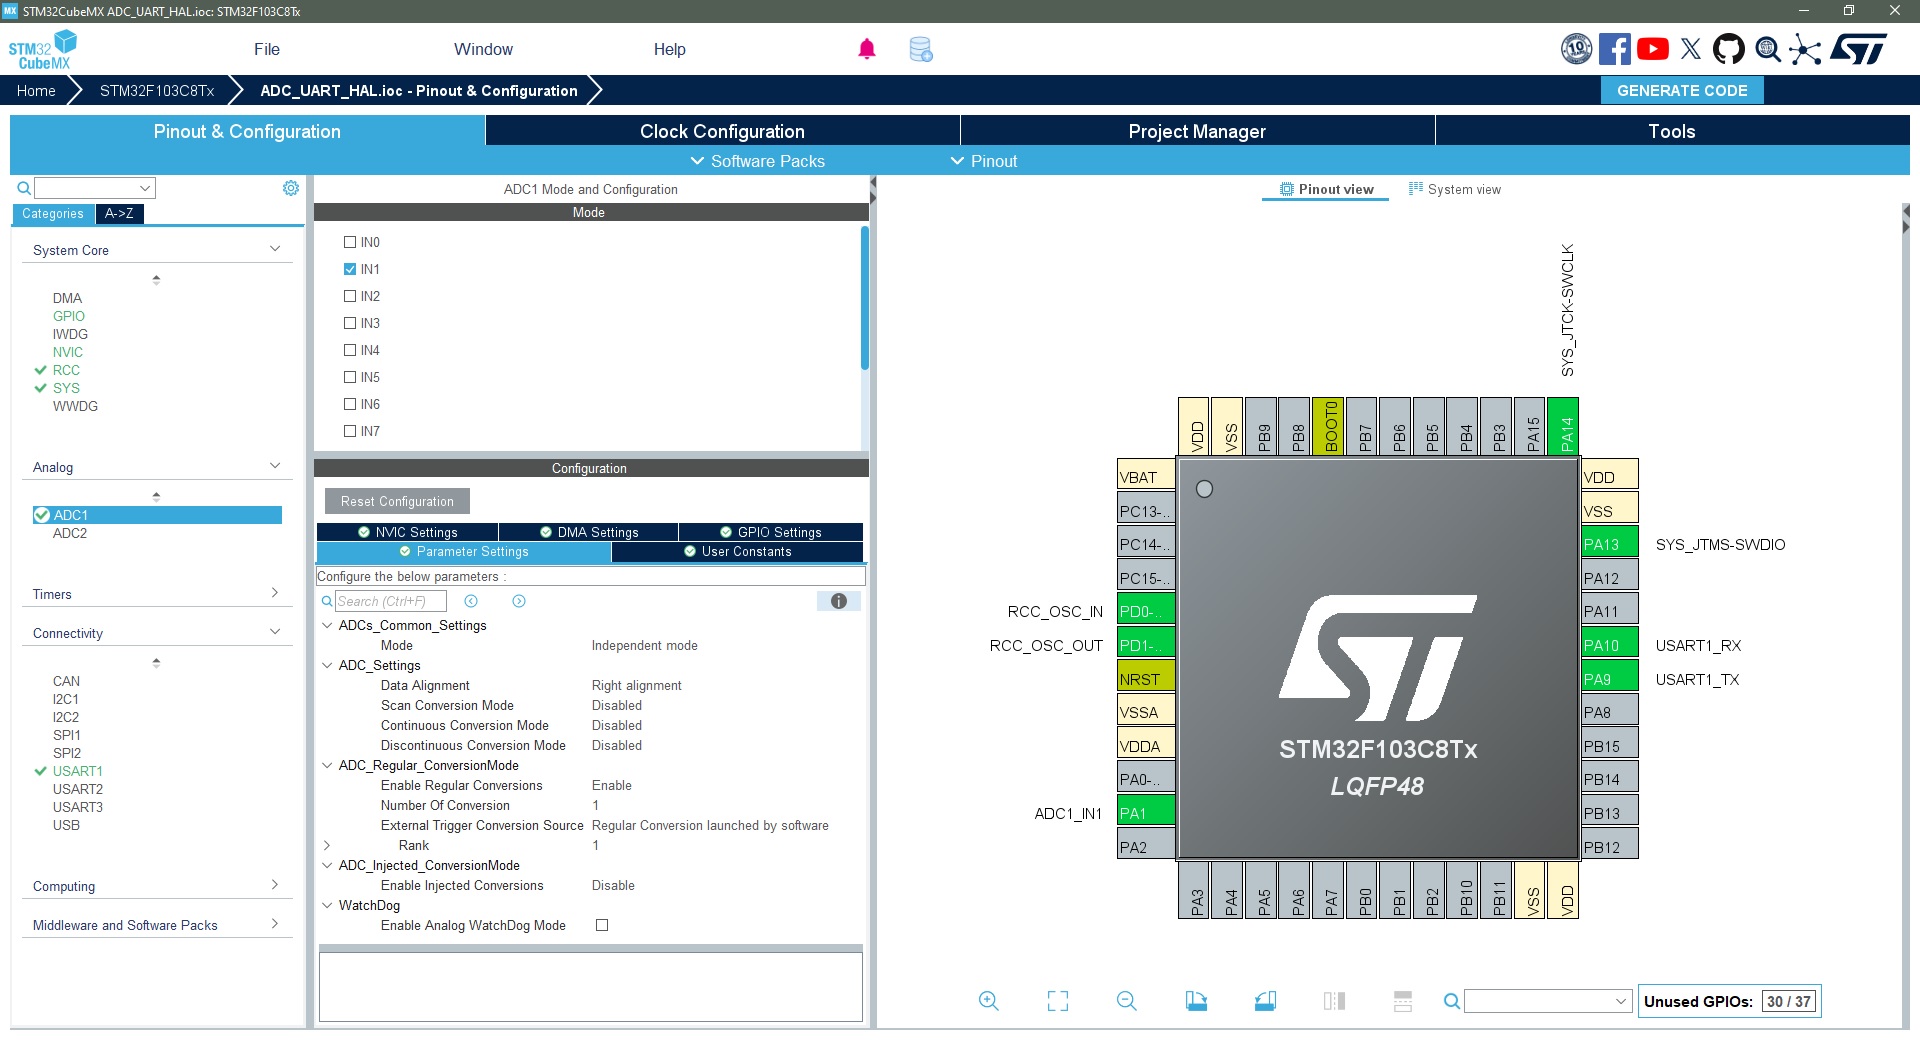 MX STM32CubeMX ADC_UART_HAL.ioc: STM32F103C8Tx
STM32 CubeMX
File Window Help
10
Home STM32F103C8Tx ADC_UART_HAL.ioc - Pinout & Configuration GENERATE CODE
Pinout & Configuration Clock Configuration Project Manager Tools
Software Packs Pinout
Categories A->Z
System Core
DMA
GPIO
IWDG
NVIC
RCC
SYS
WWDG
Analog
ADC1
ADC2
Timers
Connectivity
CAN
I2C1
I2C2
SPI1
SPI2
USART1
USART2
USART3
USB
Computing
Middleware and Software Packs
ADC1 Mode and Configuration
Mode
IN0
IN1
IN2
IN3
IN4
IN5
IN6
IN7
Configuration
Reset Configuration
NVIC Settings DMA Settings GPIO Settings
Parameter Settings User Constants
Configure the below parameters :
Search (Ctrl+F)
ADCs_Common_Settings
Mode Independent mode
ADC_Settings
Data Alignment Right alignment
Scan Conversion Mode Disabled
Continuous Conversion Mode Disabled
Discontinuous Conversion Mode Disabled
ADC_Regular_ConversionMode
Enable Regular Conversions Enable
Number Of Conversion 1
External Trigger Conversion Source Regular Conversion launched by software
Rank 1
ADC_Injected_ConversionMode
Enable Injected Conversions Disable
WatchDog
Enable Analog WatchDog Mode
Pinout view System view
SYS_JTCK-SWCLK
VDD VSS PB9 PB8 BOOT0 PB7 PB6 PB5 PB4 PB3 PA15 PA14
VBAT VDD
PC13-.. VSS
PC14-.. PA13 SYS_JTMS-SWDIO
PC15-.. PA12
RCC_OSC_IN PD0-.. PA11
RCC_OSC_OUT PD1-.. PA10 USART1_RX
NRST PA9 USART1_TX
VSSA PA8
VDDA PB15
PA0-.. PB14
ADC1_IN1 PA1 PB13
PA2 PB12
STM32F103C8Tx
LQFP48
PA3 PA4 PA5 PA6 PA7 PB0 PB1 PB2 PB10 PB11 VSS VDD
Unused GPIOs: 30 / 37